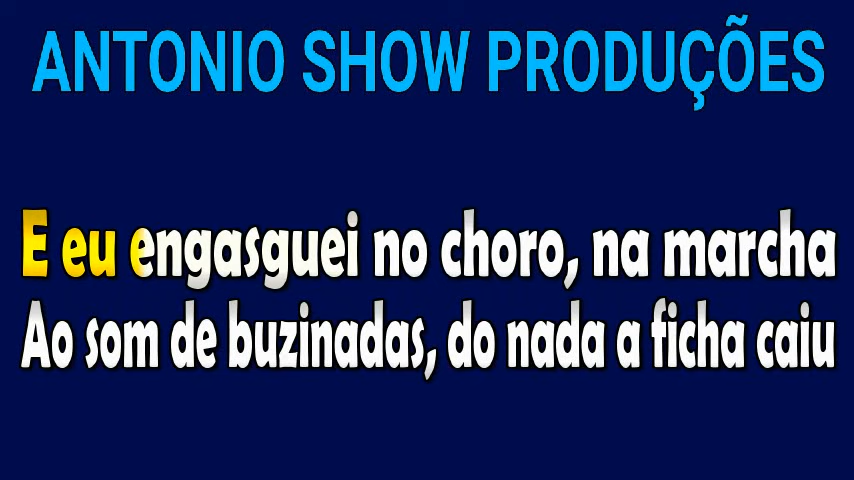 ANTONIO SHOW PRODUÇÕES
E eu engasguei no choro, na marcha
Ao som de buzinadas, do nada a ficha caiu